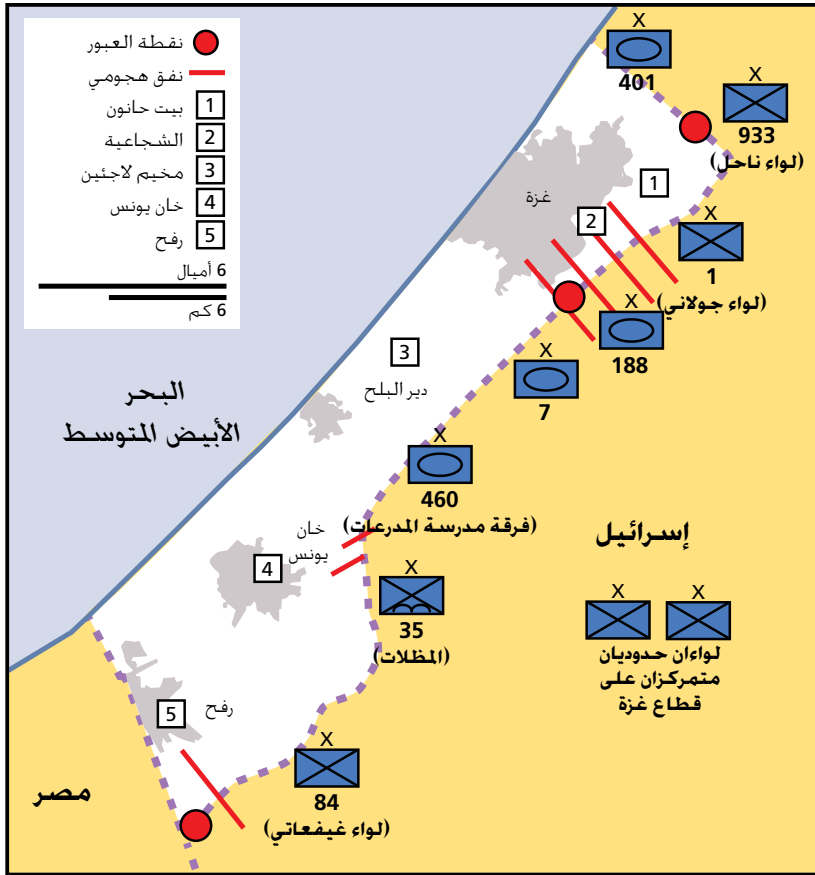 نقطة العبور
نفق هجومي
1 بيت حانون
2 الشجاعية
3 مخيم لاجئين
4 خان يونس
5 رفح
6 أميال
6 كم
X
401
X
933
(لواء ناحل)
1
غزة
2
X
1
(لواء جولاني)
X
188
X
7
3
دير البلح
البحر
الأبيض المتوسط
X
460
(فرقة مدرسة المدرعات)
خان
يونس
4
إسرائيل
X
35
(المظلات)
X X
لواءان حدوديان
متمركزان على
قطاع غزة
رفح
5
X
84
(لواء غيفعاتي)
مصر